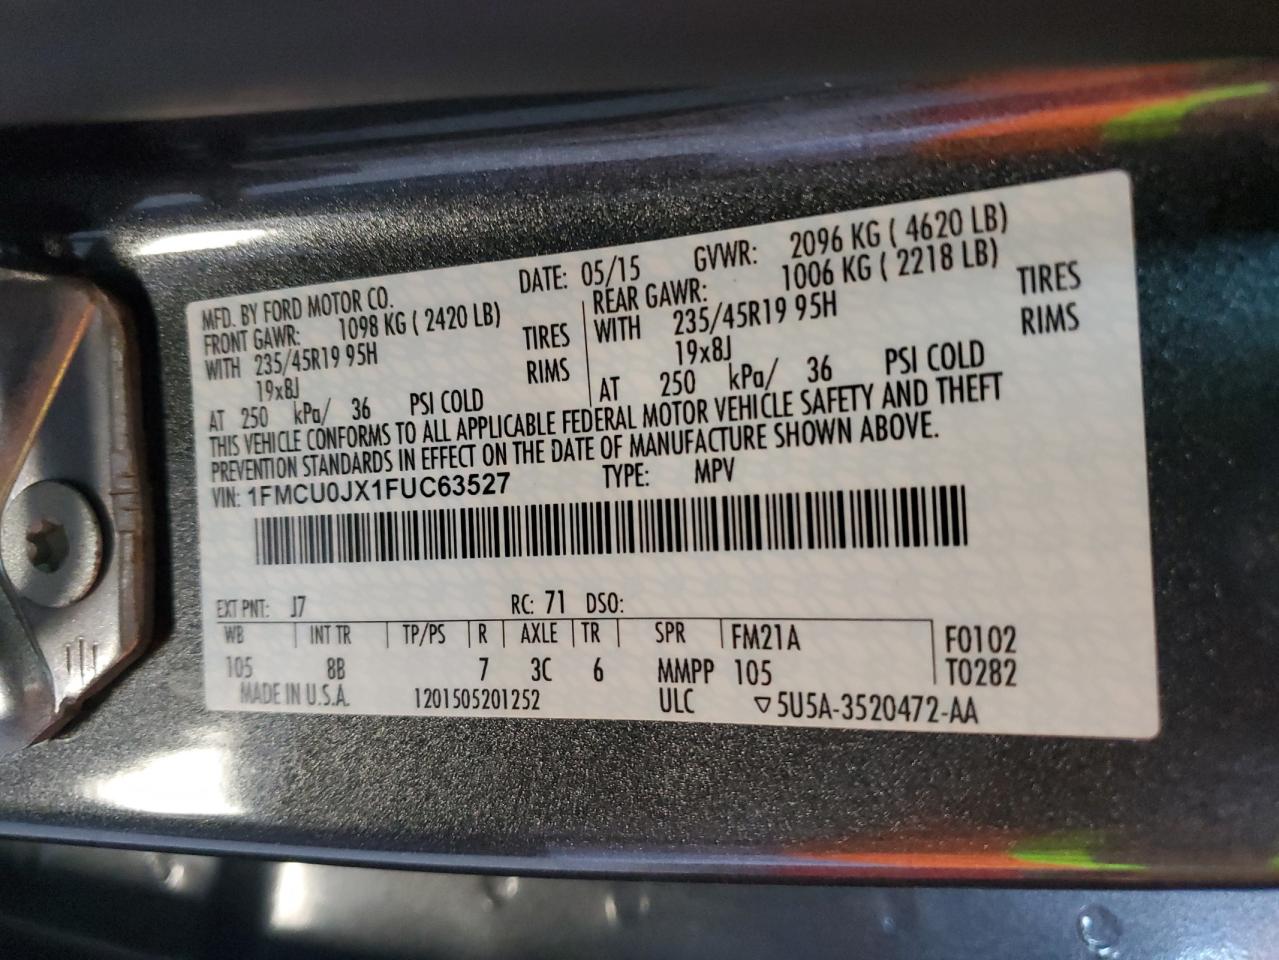 MFD. BY FORD MOTOR CO. DATE: 05/15 GVWR: 2096 KG ( 4620 LB)
FRONT GAWR: 1098 KG ( 2420 LB) REAR GAWR: 1006 KG ( 2218 LB)
WITH 235/45R19 95H TIRES WITH 235/45R19 95H TIRES
19x8J RIMS 19x8J RIMS
AT 250 kPa/ 36 PSI COLD AT 250 kPa/ 36 PSI COLD
THIS VEHICLE CONFORMS TO ALL APPLICABLE FEDERAL MOTOR VEHICLE SAFETY AND THEFT
PREVENTION STANDARDS IN EFFECT ON THE DATE OF MANUFACTURE SHOWN ABOVE.
VIN: 1FMCU0JX1FUC63527 TYPE: MPV
EXT PNT: J7 RC: 71 DSO:
WB INT TR TP/PS R AXLE TR SPR FM21A F0102
105 8B 7 3C 6 MMPP 105 T0282
MADE IN U.S.A. 1201505201252 ULC ▽5U5A-3520472-AA